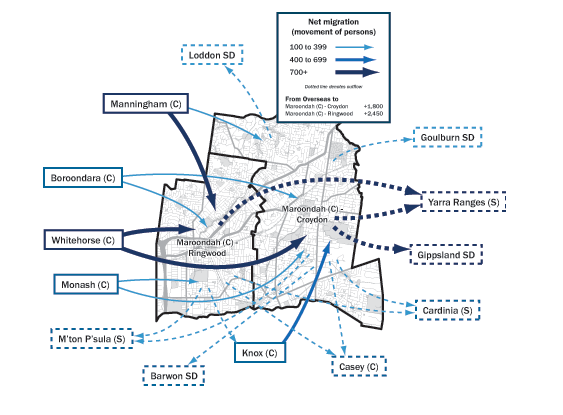 Net migration
(movement of persons)
100 to 399
400 to 699
700+
Dotted line denotes outflow
From Overseas to
Maroondah (C) - Croydon +1,800
Maroondah (C) - Ringwood +2,450
Loddon SD
Manningham (C)
Goulburn SD
Boroondara (C)
Yarra Ranges (S)
Maroondah (C) -
Croydon
Whitehorse (C)
Maroondah (C) -
Ringwood
Gippsland SD
Monash (C)
Cardinia (S)
M'ton P'sula (S)
Knox (C)
Casey (C)
Barwon SD